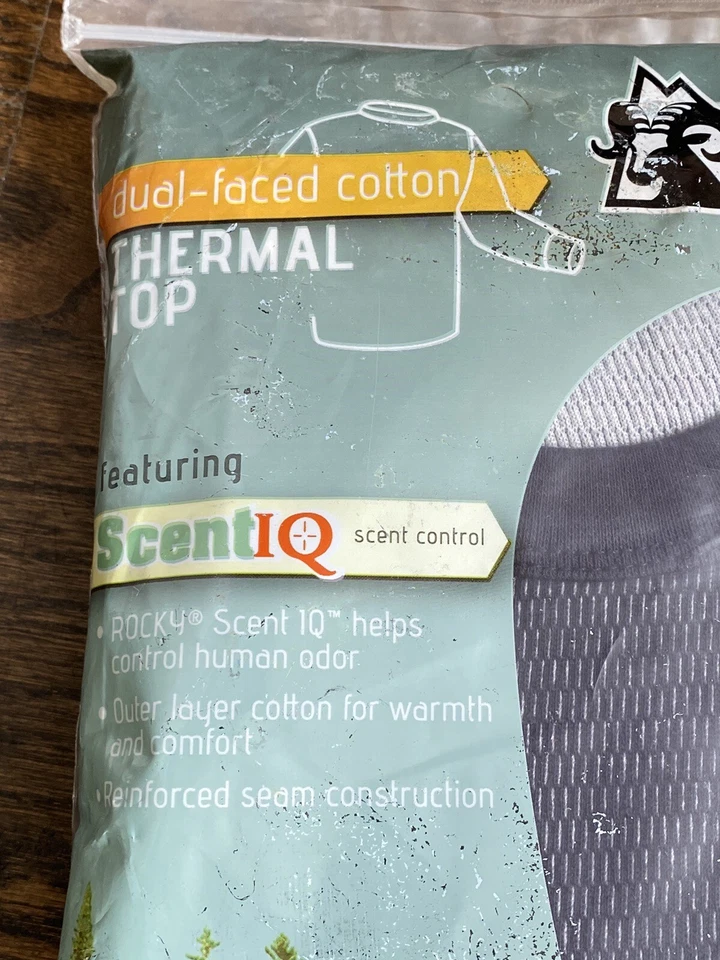 dual-faced cotton
THERMAL
TOP
featuring
ScentIQ scent control
• ROCKY® Scent IQ™ helps
control human odor
• Outer layer cotton for warmth
and comfort
• Reinforced seam construction